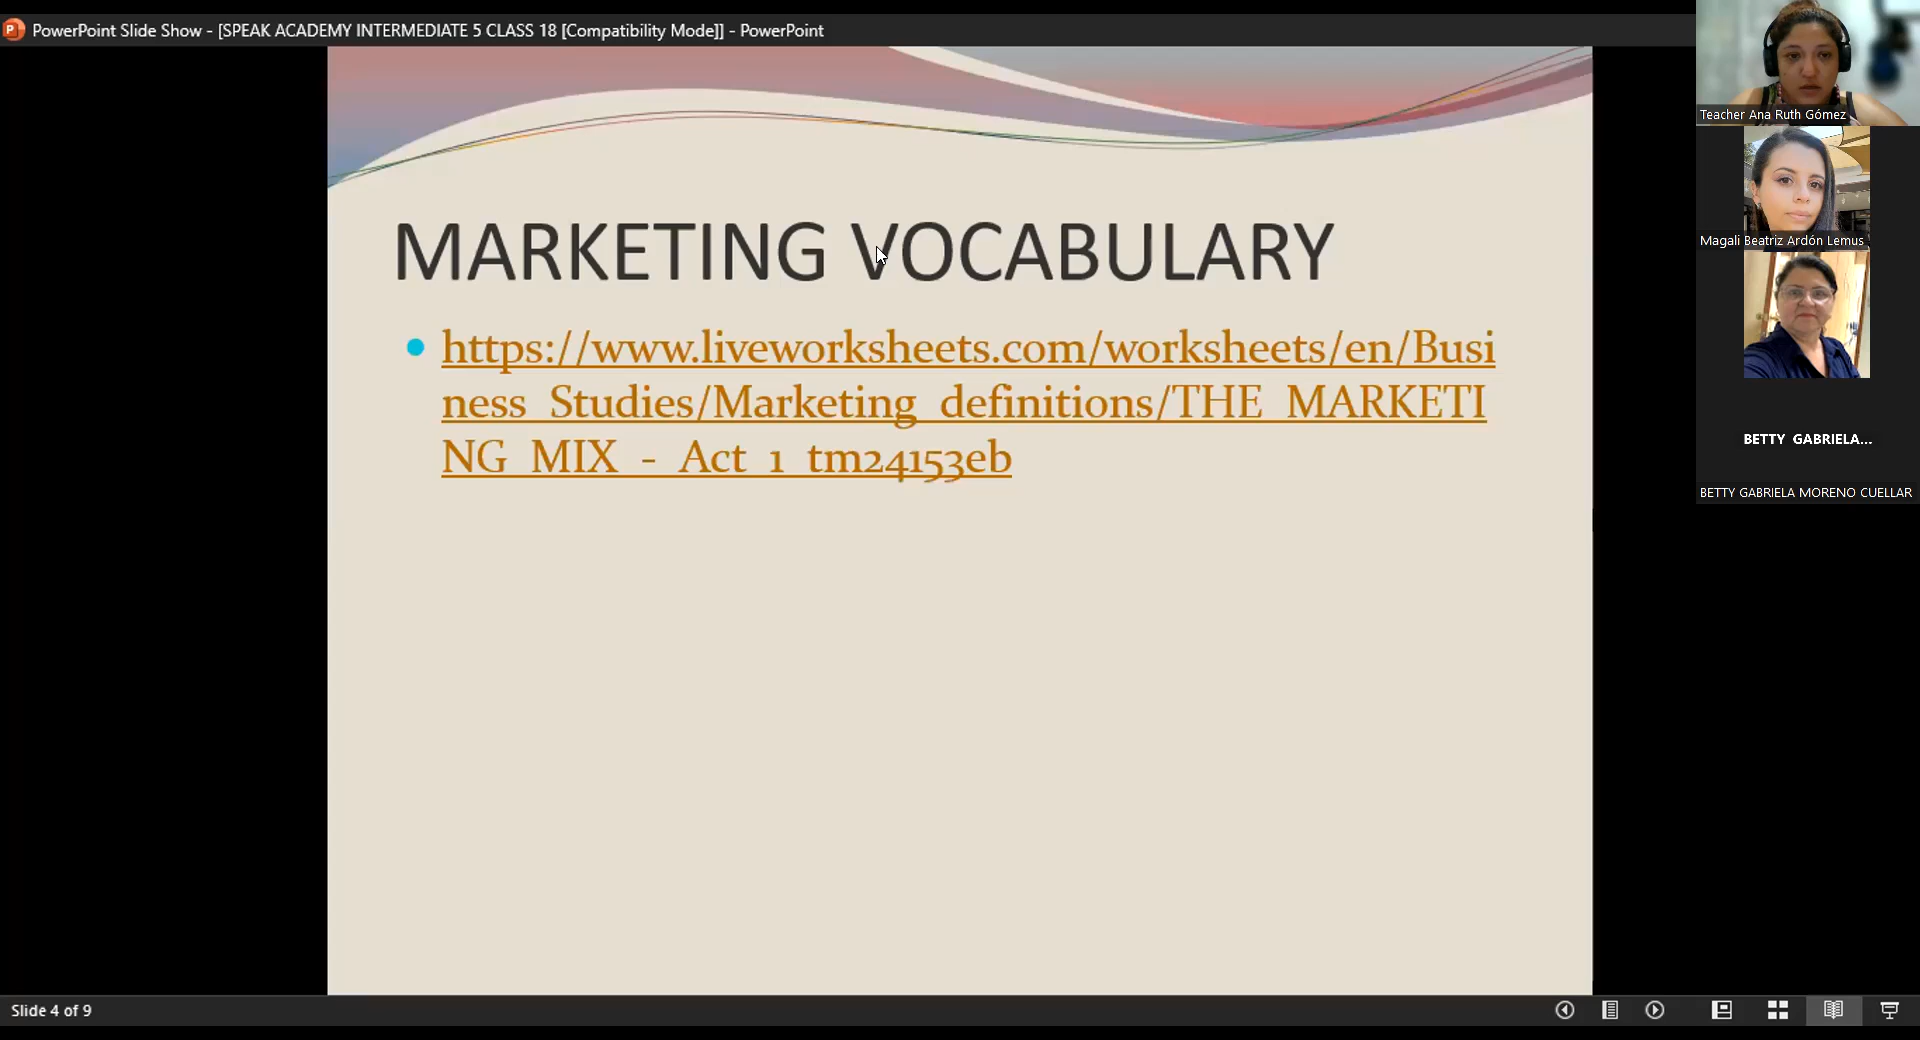 PowerPoint Slide Show - [SPEAK ACADEMY INTERMEDIATE 5 CLASS 18 [Compatibility Mode]] - PowerPoint
MARKETING VOCABULARY
https://www.liveworksheets.com/worksheets/en/Busi
ness_Studies/Marketing_definitions/THE_MARKETI
NG_MIX_-_Act_1_tm24153eb
Teacher Ana Ruth Gómez
Magali Beatriz Ardón Lemus
BETTY GABRIELA...
BETTY GABRIELA MORENO CUELLAR
Slide 4 of 9